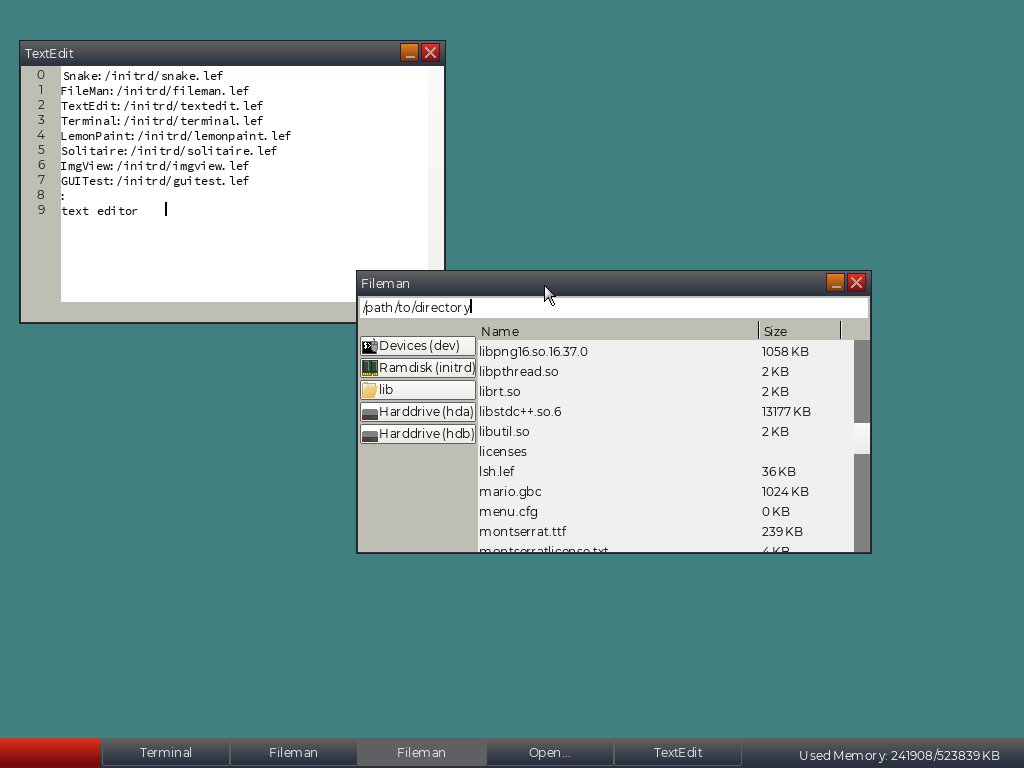 TextEdit
0 Snake:/initrd/snake.lef
1 FileMan:/initrd/fileman.lef
2 TextEdit:/initrd/textedit.lef
3 Terminal:/initrd/terminal.lef
4 LemonPaint:/initrd/lemonpaint.lef
5 Solitaire:/initrd/solitaire.lef
6 ImgView:/initrd/imgview.lef
7 GUITest:/initrd/guitest.lef
8 :
9 text editor
Fileman
/path/to/directory
Name Size
Devices (dev)
Ramdisk (initrd)
lib
Harddrive (hda)
Harddrive (hdb)
libpng16.so.16.37.0 1058 KB
libpthread.so 2 KB
librt.so 2 KB
libstdc++.so.6 13177 KB
libutil.so 2 KB
licenses
lsh.lef 36 KB
mario.gbc 1024 KB
menu.cfg 0 KB
montserrat.ttf 239 KB
montserratlicense.txt 4 KB
Terminal Fileman Fileman Open... TextEdit Used Memory: 241908/523839 KB